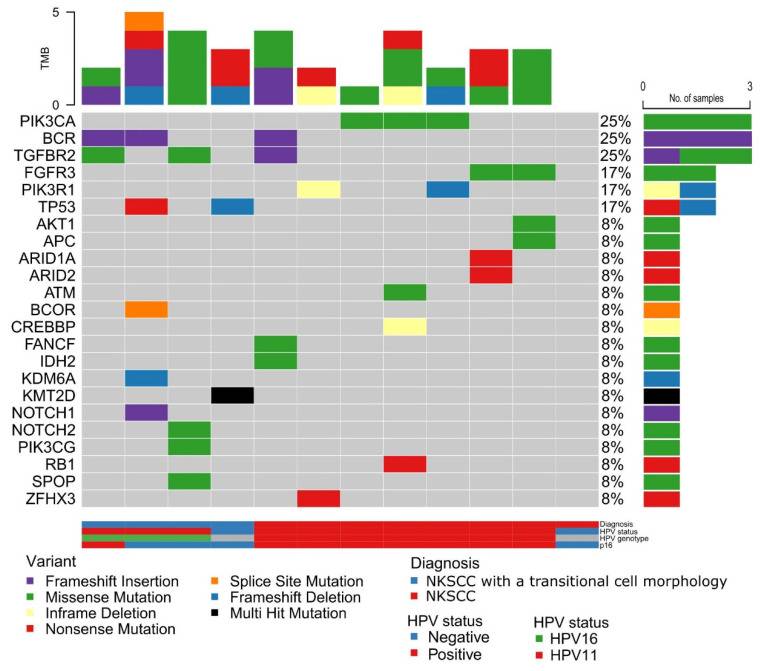 5
TMB
0
0 3
No. of samples
PIK3CA 25%
BCR 25%
TGFBR2 25%
FGFR3 17%
PIK3R1 17%
TP53 17%
AKT1 8%
APC 8%
ARID1A 8%
ARID2 8%
ATM 8%
BCOR 8%
CREBBP 8%
FANCF 8%
IDH2 8%
KDM6A 8%
KMT2D 8%
NOTCH1 8%
NOTCH2 8%
PIK3CG 8%
RB1 8%
SPOP 8%
ZFHX3 8%
Diagnosis
HPV status
HPV genotype
p16
Variant
Frameshift Insertion
Missense Mutation
Inframe Deletion
Nonsense Mutation
Splice Site Mutation
Frameshift Deletion
Multi Hit Mutation
Diagnosis
NKSCC with a transitional cell morphology
NKSCC
HPV status
Negative
Positive
HPV status
HPV16
HPV11